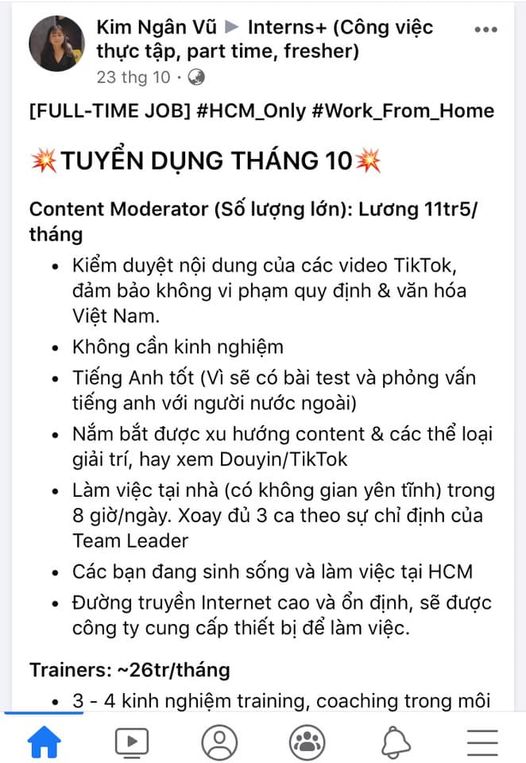 Kim Ngân Vũ ▶ Interns+ (Công việc
thực tập, part time, fresher)
23 thg 10 ·
[FULL-TIME JOB] #HCM_Only #Work_From_Home
💥TUYỂN DỤNG THÁNG 10💥
Content Moderator (Số lượng lớn): Lương 11tr5/
tháng
• Kiểm duyệt nội dung của các video TikTok,
đảm bảo không vi phạm quy định & văn hóa
Việt Nam.
• Không cần kinh nghiệm
• Tiếng Anh tốt (Vì sẽ có bài test và phỏng vấn
tiếng anh với người nước ngoài)
• Nắm bắt được xu hướng content & các thể loại
giải trí, hay xem Douyin/TikTok
• Làm việc tại nhà (có không gian yên tĩnh) trong
8 giờ/ngày. Xoay đủ 3 ca theo sự chỉ định của
Team Leader
• Các bạn đang sinh sống và làm việc tại HCM
• Đường truyền Internet cao và ổn định, sẽ được
công ty cung cấp thiết bị để làm việc.
Trainers: ~26tr/tháng
• 3 - 4 kinh nghiệm training, coaching trong môi